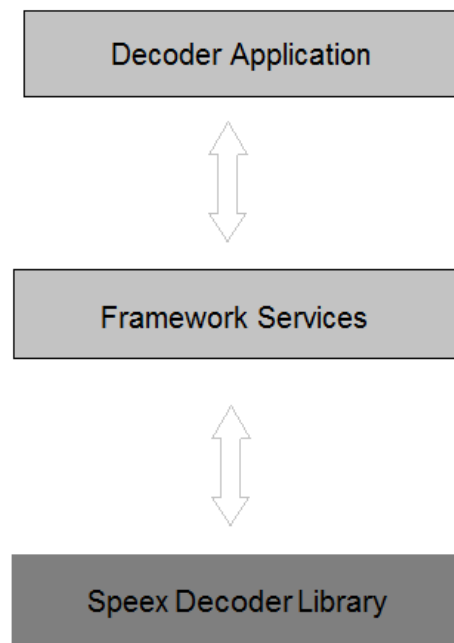 Decoder Application
Framework Services
Speex Decoder Library